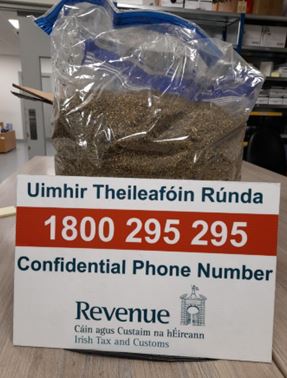 Uimhir Theileafóin Rúnda
1800 295 295
Confidential Phone Number
Revenue
Cáin agus Custaim na hÉireann
Irish Tax and Customs